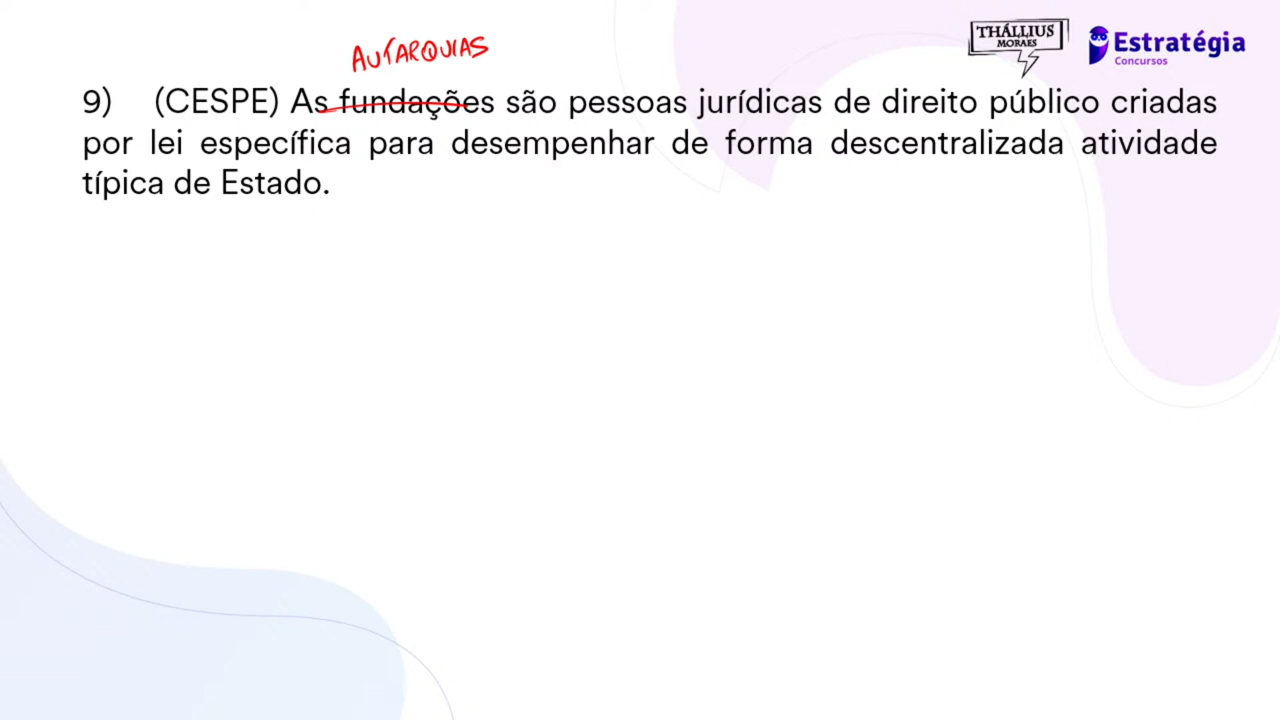 THÁLLIUS
MORAES
Estratégia
Concursos
AUTARQUIAS
9) (CESPE) As fundações são pessoas jurídicas de direito público criadas
por lei específica para desempenhar de forma descentralizada atividade
típica de Estado.